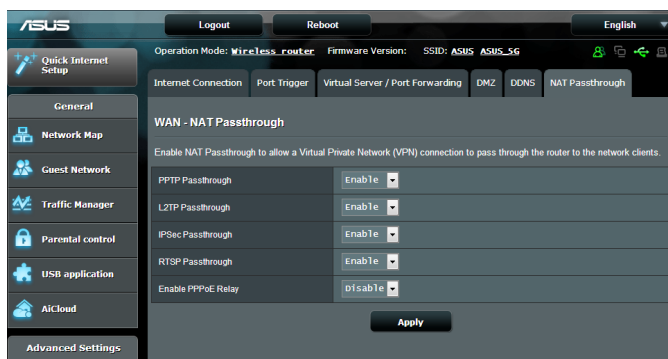 ASUS
Logout
Reboot
English
Quick Internet
Setup
Operation Mode: Wireless router Firmware Version: SSID: ASUS ASUS_5G
Internet Connection
Port Trigger
Virtual Server / Port Forwarding
DMZ
DDNS
NAT Passthrough
General
Network Map
Guest Network
Traffic Manager
Parental control
USB application
AiCloud
Advanced Settings
WAN - NAT Passthrough
Enable NAT Passthrough to allow a Virtual Private Network (VPN) connection to pass through the router to the network clients.
PPTP Passthrough Enable
L2TP Passthrough Enable
IPSec Passthrough Enable
RTSP Passthrough Enable
Enable PPPoE Relay Disable
Apply